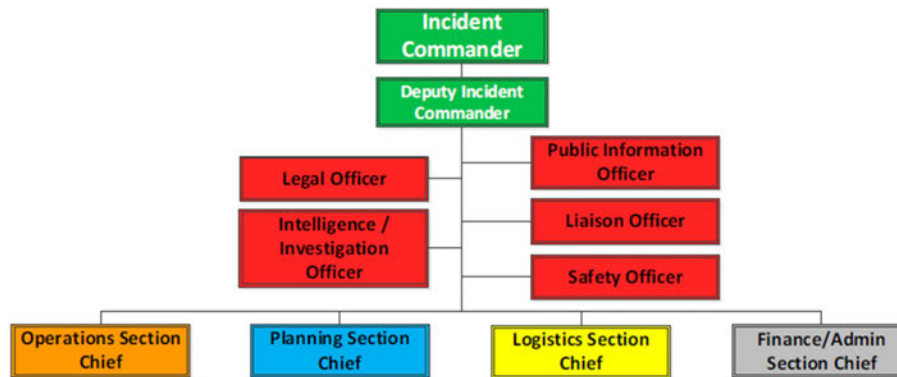 Incident
Commander
Deputy Incident
Commander
Public Information
Officer
Legal Officer
Intelligence /
Investigation
Officer
Liaison Officer
Safety Officer
Operations Section
Chief
Planning Section
Chief
Logistics Section
Chief
Finance/Admin
Section Chief